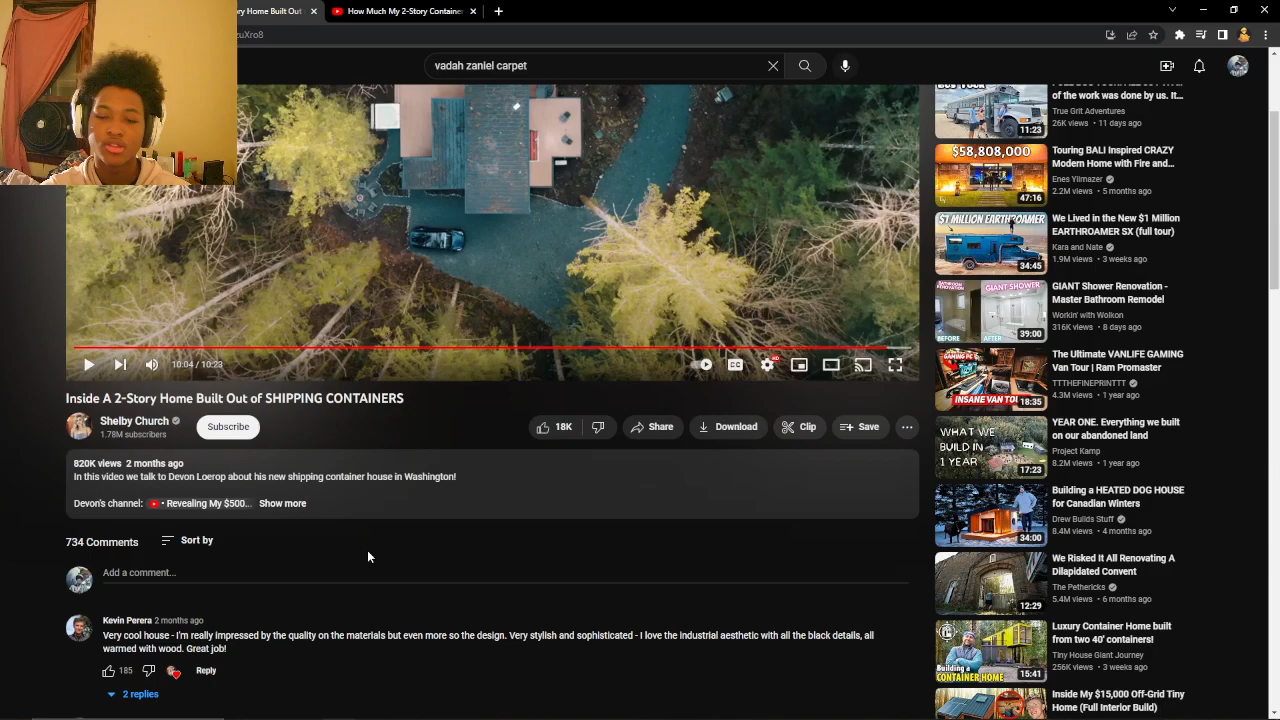 ory Home Built Out
How Much My 2-Story Container
zuXro8
vadah zaniel carpet
10:04 / 10:23
CC
HD
Inside A 2-Story Home Built Out of SHIPPING CONTAINERS
Shelby Church
1.78M subscribers
Subscribe
18K
Share
Download
Clip
Save
820K views 2 months ago
In this video we talk to Devon Loerop about his new shipping container house in Washington!
Devon's channel: • Revealing My $500... Show more
734 Comments
Sort by
Add a comment...
Kevin Perera 2 months ago
Very cool house - I'm really impressed by the quality on the materials but even more so the design. Very stylish and sophisticated - I love the industrial aesthetic with all the black details, all
warmed with wood. Great job!
185
Reply
2 replies
11:23
of the work was done by us. It...
True Grit Adventures
26K views • 11 days ago
$58,808,000
47:16
Touring BALI Inspired CRAZY
Modern Home with Fire and...
Enes Yilmazer
2.2M views • 5 months ago
$1 MILLION EARTHROAMER
34:45
We Lived in the New $1 Million
EARTHROAMER SX (full tour)
Kara and Nate
1.9M views • 3 weeks ago
BATHROOM
RENOVATION
GIANT SHOWER
BEFORE
AFTER
39:00
Giant Shower Renovation -
Master Bathroom Remodel
Workin' with Wolkon
316K views • 8 days ago
GAMING PC
INSANE VAN TO
18:35
The Ultimate VANLIFE GAMING
Van Tour | Ram Promaster
TTTHEFINEPRINTTT
4.3M views • 1 year ago
WHAT WE
BUILD IN
1 YEAR
17:23
YEAR ONE. Everything we built
on our abandoned land
Project Kamp
8.2M views • 1 year ago
34:00
Building a HEATED DOG HOUSE
for Canadian Winters
Drew Builds Stuff
8.4M views • 4 months ago
12:29
We Risked It All Renovating A
Dilapidated Convent
The Pethericks
5.4M views • 6 months ago
Building a
CONTAINER HOME
15:41
Luxury Container Home built
from two 40' containers!
Tiny House Giant Journey
256K views • 3 weeks ago
Inside My $15,000 Off-Grid Tiny
Home (Full Interior Build)